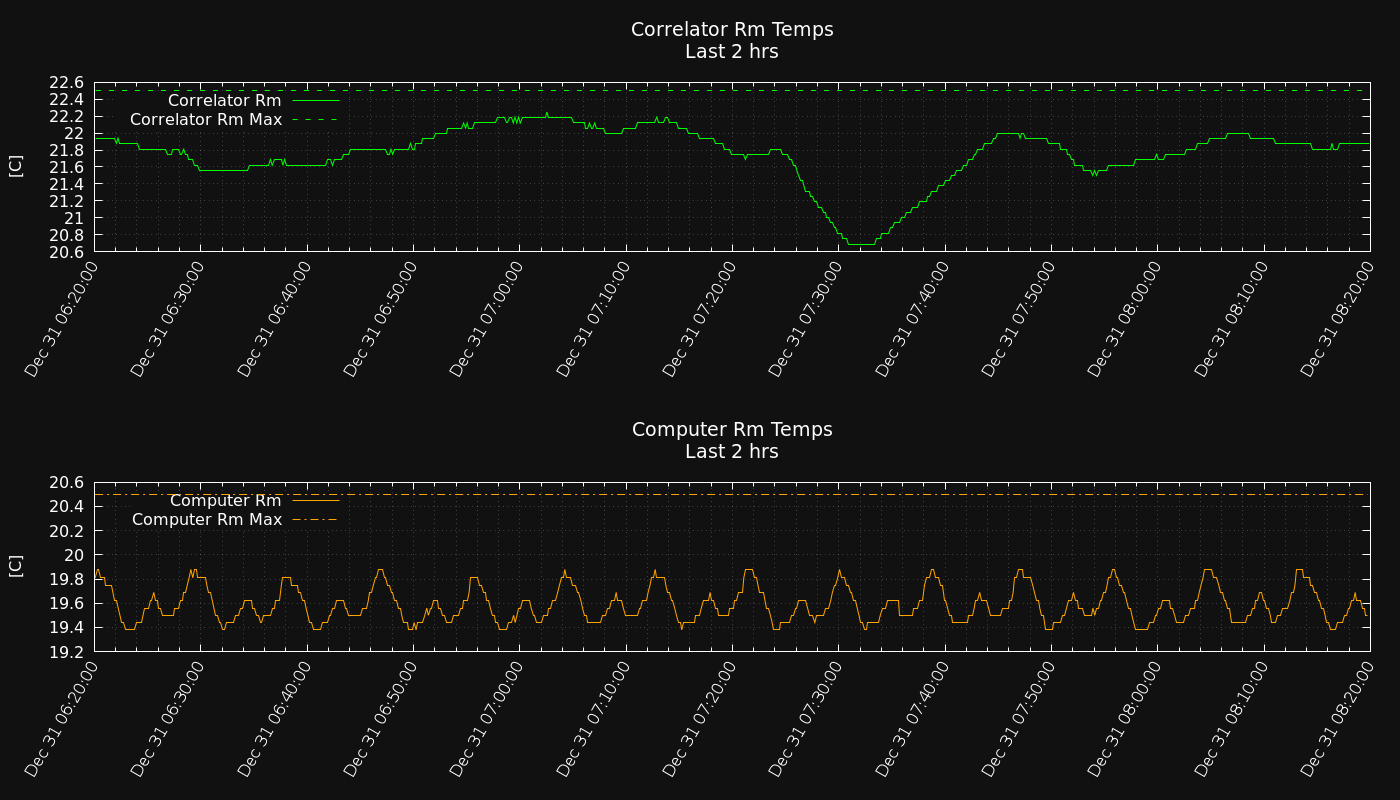 Correlator Rm Temps
Last 2 hrs
22.6
22.4
22.2
22
21.8
21.6
21.4
21.2
21
20.8
20.6
[C]
Correlator Rm
Correlator Rm Max
Dec 31 06:20:00
Dec 31 06:30:00
Dec 31 06:40:00
Dec 31 06:50:00
Dec 31 07:00:00
Dec 31 07:10:00
Dec 31 07:20:00
Dec 31 07:30:00
Dec 31 07:40:00
Dec 31 07:50:00
Dec 31 08:00:00
Dec 31 08:10:00
Dec 31 08:20:00
Computer Rm Temps
Last 2 hrs
20.6
20.4
20.2
20
19.8
19.6
19.4
19.2
[C]
Computer Rm
Computer Rm Max
Dec 31 06:20:00
Dec 31 06:30:00
Dec 31 06:40:00
Dec 31 06:50:00
Dec 31 07:00:00
Dec 31 07:10:00
Dec 31 07:20:00
Dec 31 07:30:00
Dec 31 07:40:00
Dec 31 07:50:00
Dec 31 08:00:00
Dec 31 08:10:00
Dec 31 08:20:00